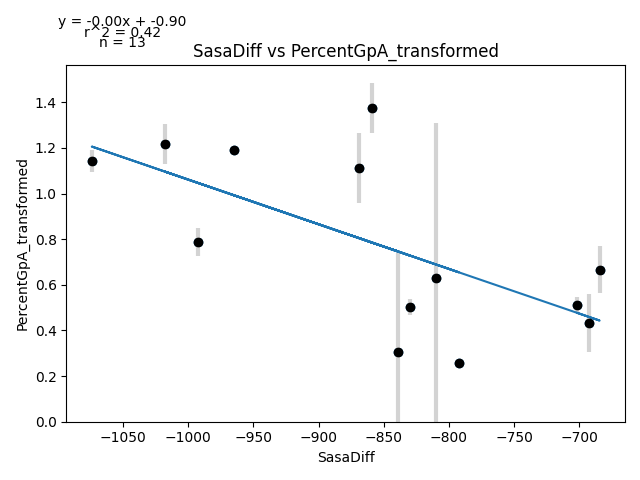 y = -0.00x + -0.90
r^2 = 0.42
n = 13
SasaDiff vs PercentGpA_transformed
1.4
1.2
1.0
0.8
0.6
0.4
0.2
0.0
PercentGpA_transformed
−1050 −1000 −950 −900 −850 −800 −750 −700
SasaDiff